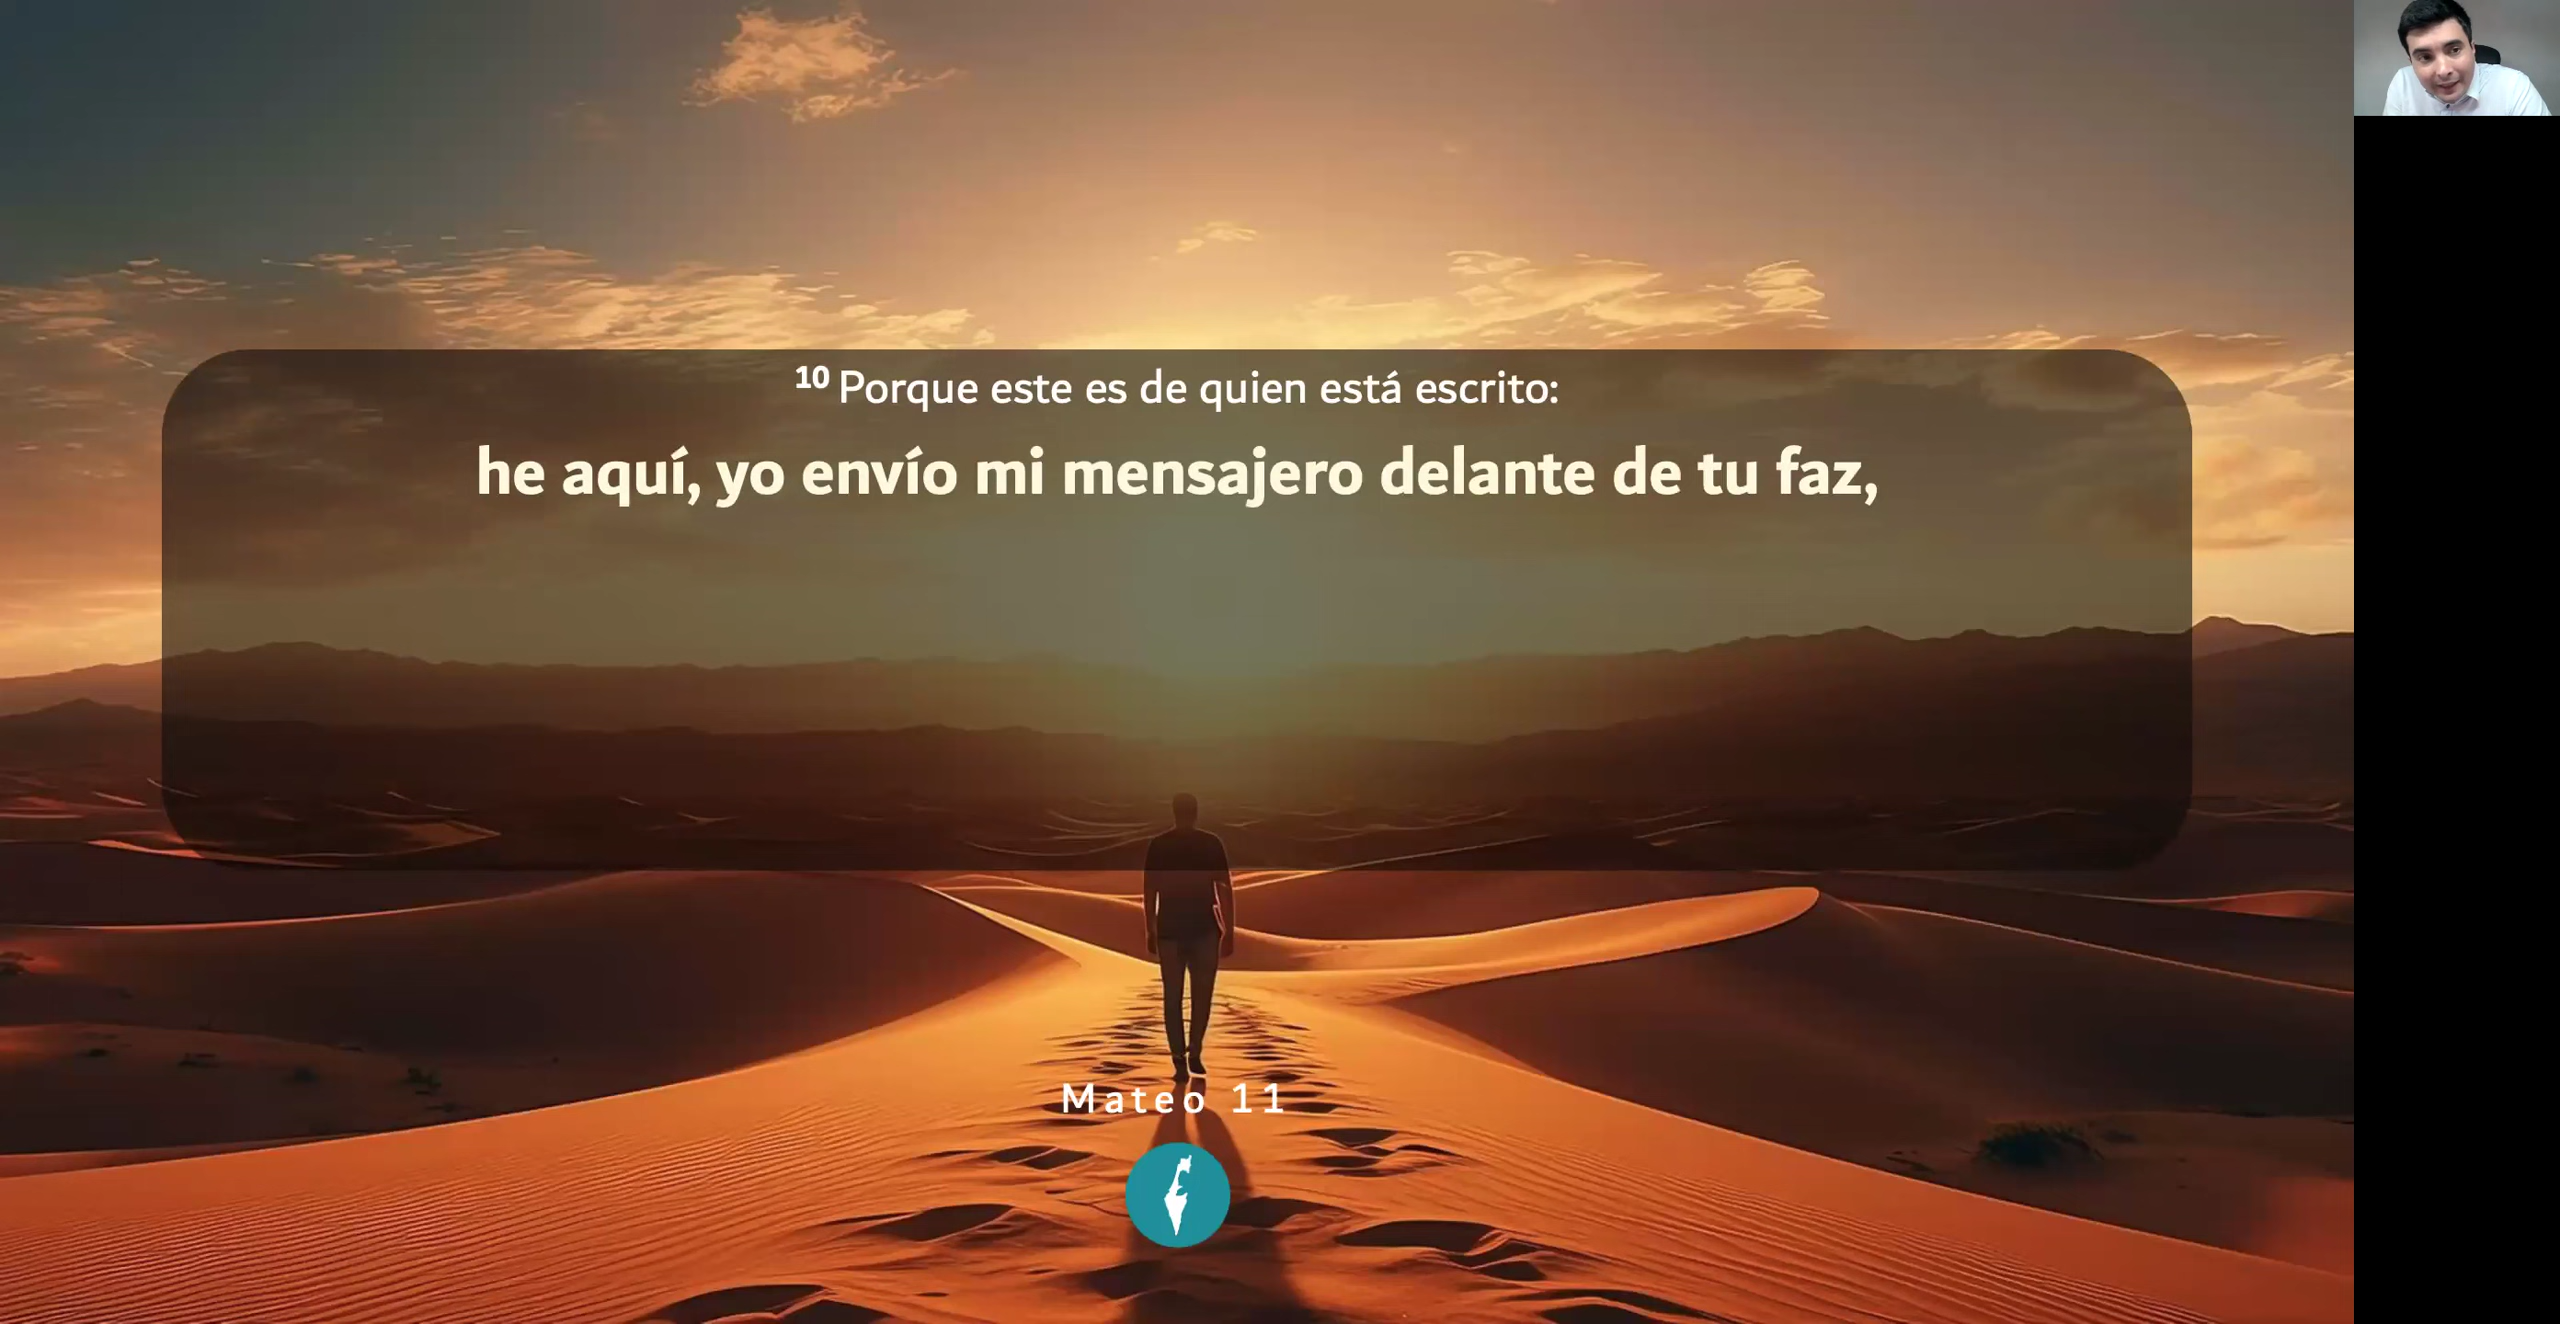 10 Porque este es de quien está escrito:
he aquí, yo envío mi mensajero delante de tu faz,
Mateo 11